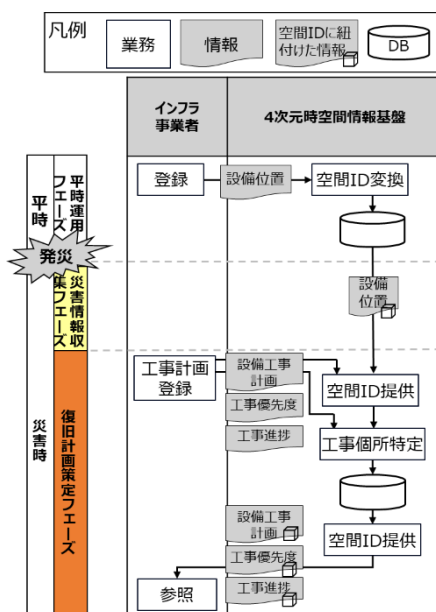 凡例
業務
情報
空間IDに紐
付けた情報
DB
インフラ
事業者
4次元時空間情報基盤
平時
平時運用
フェーズ
登録
設備位置
空間ID変換
発災
災害情報収
集フェーズ
設備
位置
災害時
復旧計画策定フェーズ
工事計画
登録
設備工事
計画
工事優先度
工事進捗
空間ID提供
工事個所特定
設備工事
計画
工事優先度
工事進捗
空間ID提供
参照